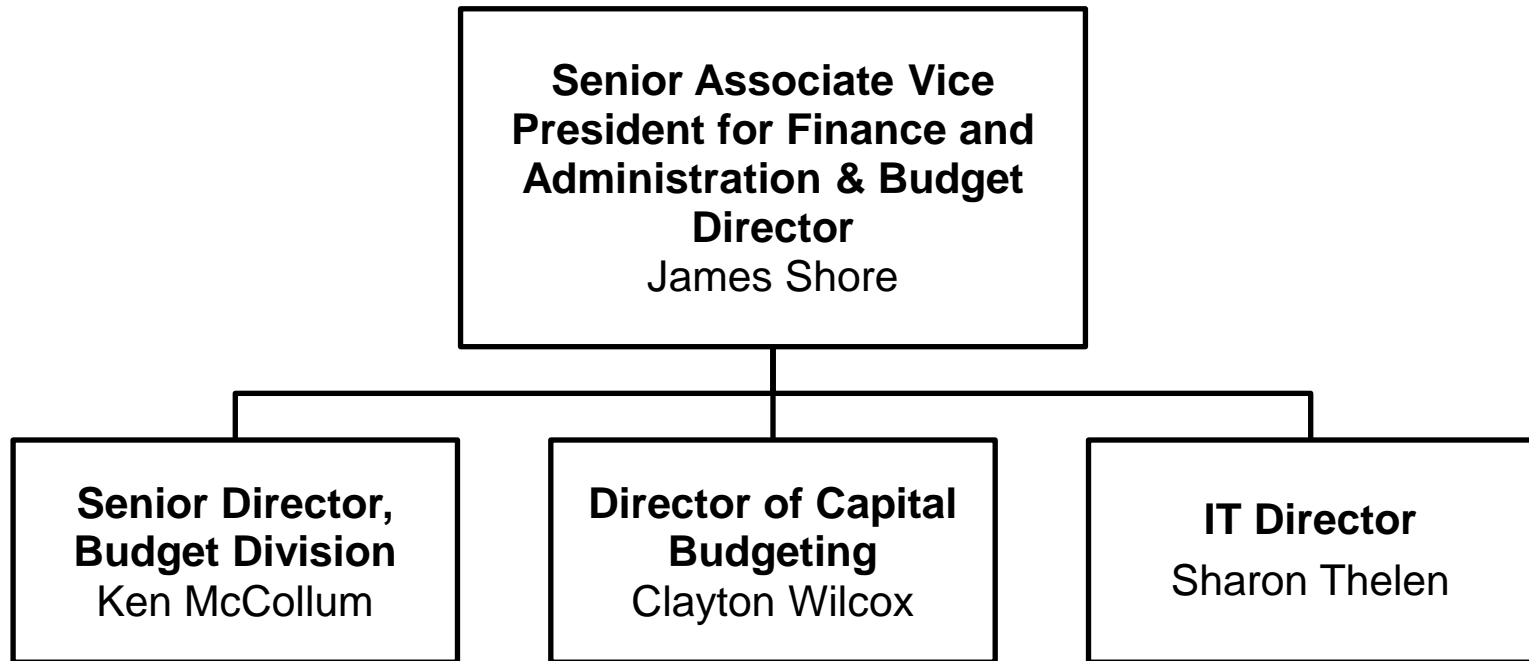 Senior Associate Vice
President for Finance and
Administration & Budget
Director
James Shore
Senior Director,
Budget Division
Ken McCollum
Director of Capital
Budgeting
Clayton Wilcox
IT Director
Sharon Thelen